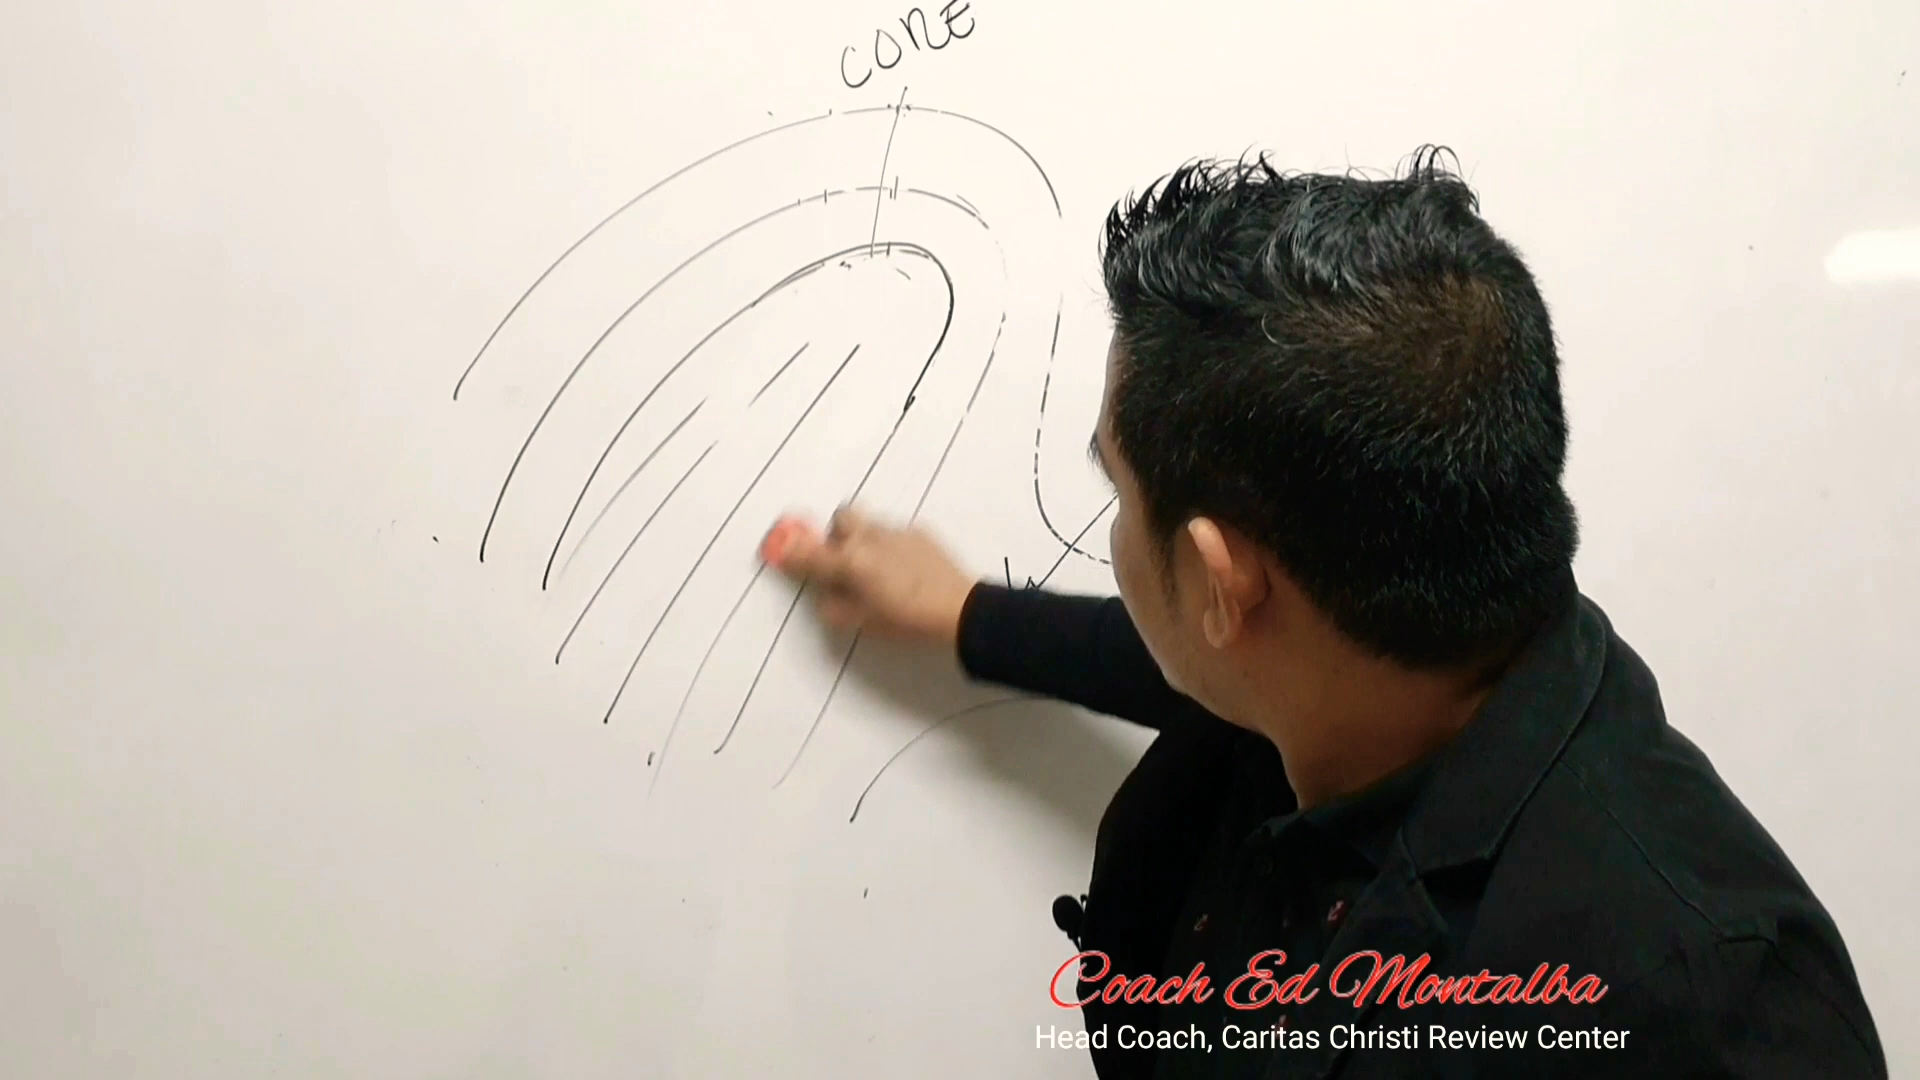 CORE
Coach Ed Montalba
Head Coach, Caritas Christi Review Center